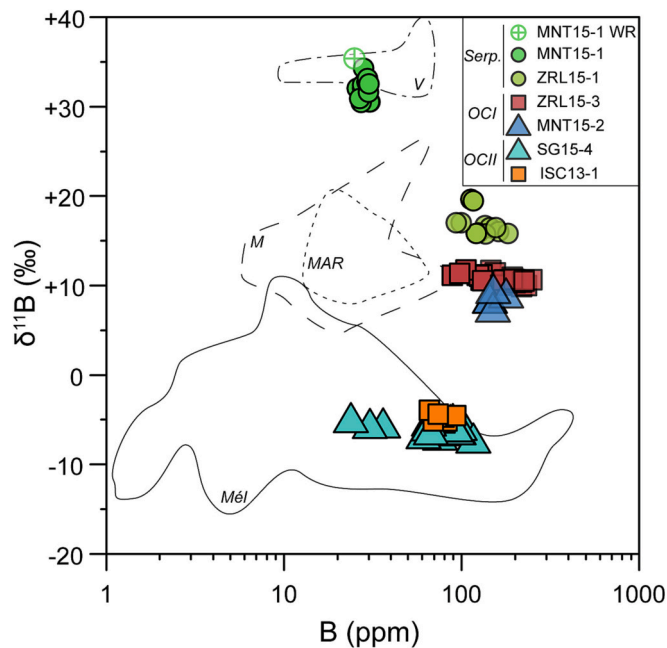 +40
+30
+20
+10
0
-10
-20
δ¹¹B (‰)
1
10
100
1000
B (ppm)
V
M
MAR
Mél
Serp.
MNT15-1 WR
MNT15-1
ZRL15-1
OCI
ZRL15-3
MNT15-2
OCII
SG15-4
ISC13-1